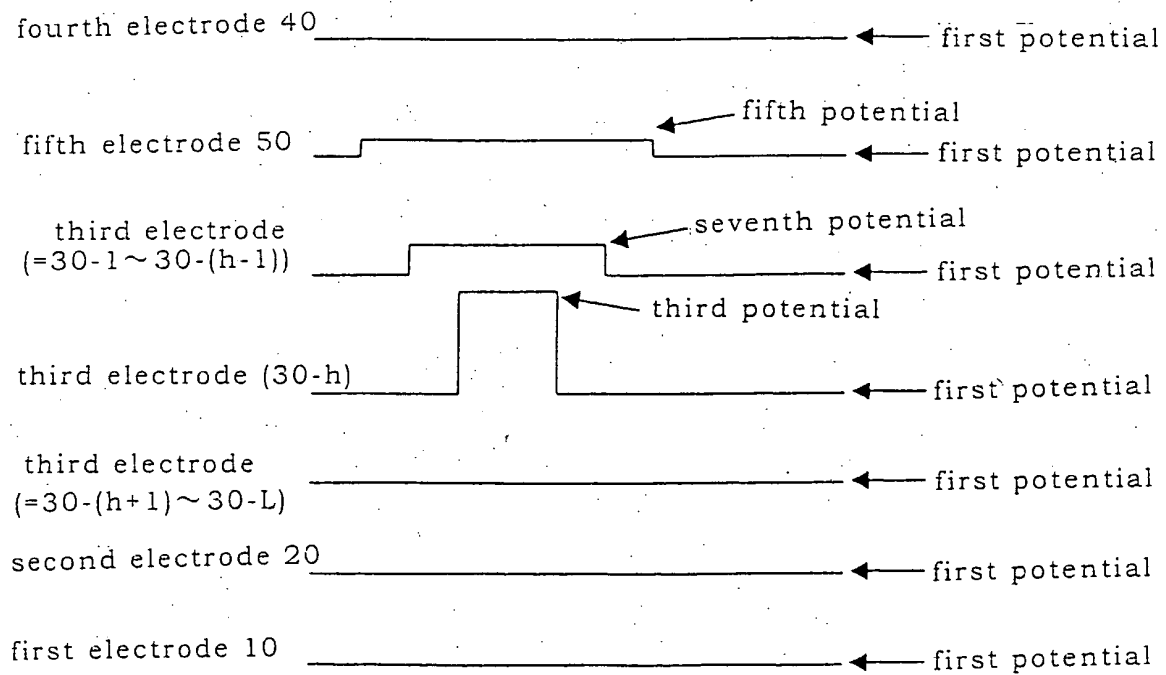 fourth electrode 40
first potential
fifth potential
fifth electrode 50
first potential
seventh potential
third electrode
(=30-1~30-(h-1))
first potential
third potential
third electrode (30-h)
first potential
third electrode
(=30-(h+1)~30-L)
first potential
second electrode 20
first potential
first electrode 10
first potential